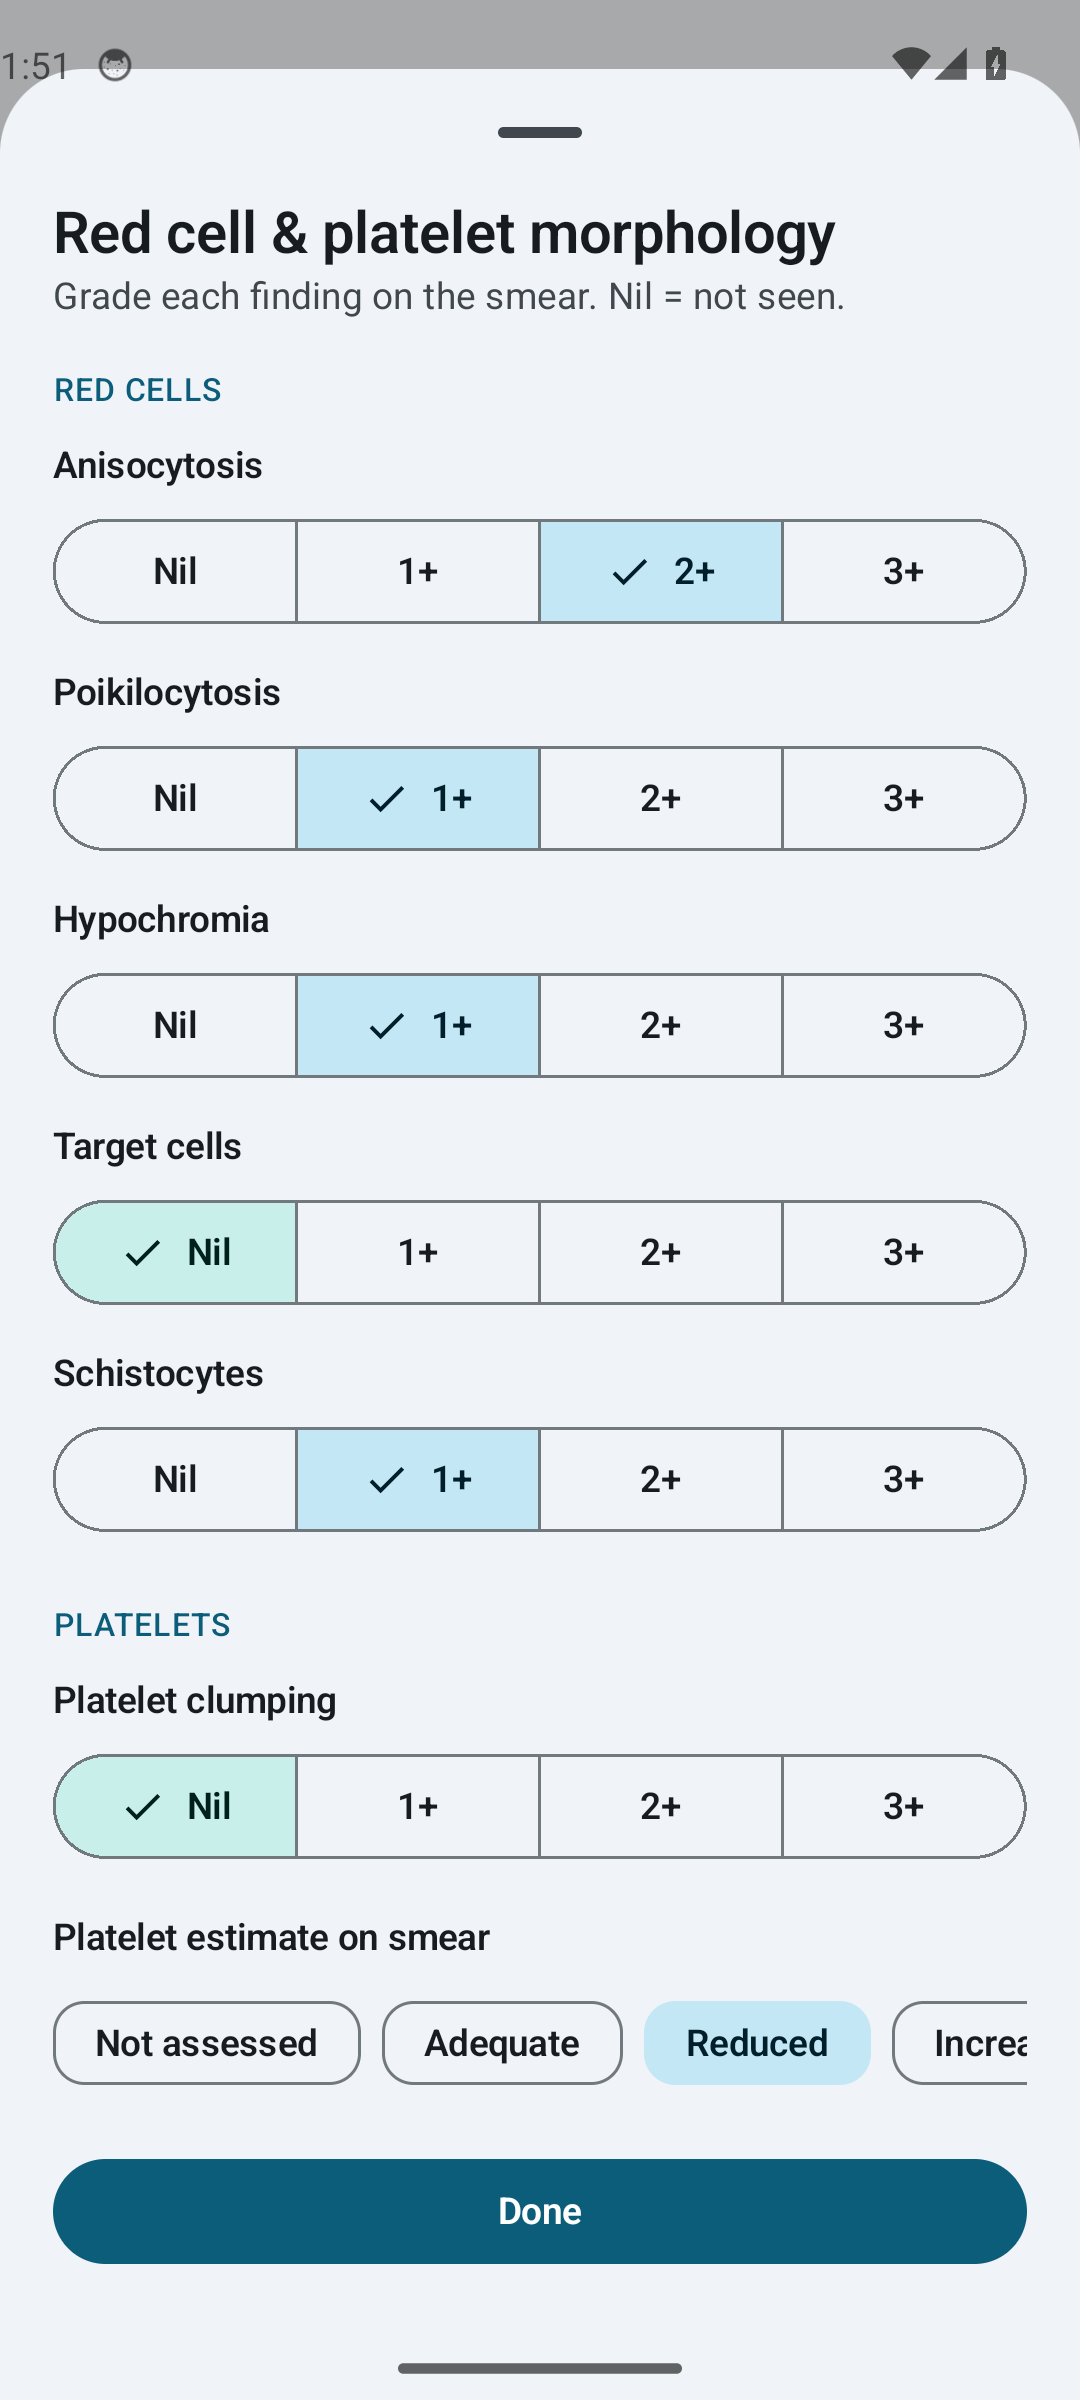 1:51
Red cell & platelet morphology
Grade each finding on the smear. Nil = not seen.
RED CELLS
Anisocytosis
Nil 1+ 2+ 3+
Poikilocytosis
Nil 1+ 2+ 3+
Hypochromia
Nil 1+ 2+ 3+
Target cells
Nil 1+ 2+ 3+
Schistocytes
Nil 1+ 2+ 3+
PLATELETS
Platelet clumping
Nil 1+ 2+ 3+
Platelet estimate on smear
Not assessed Adequate Reduced Increa
Done